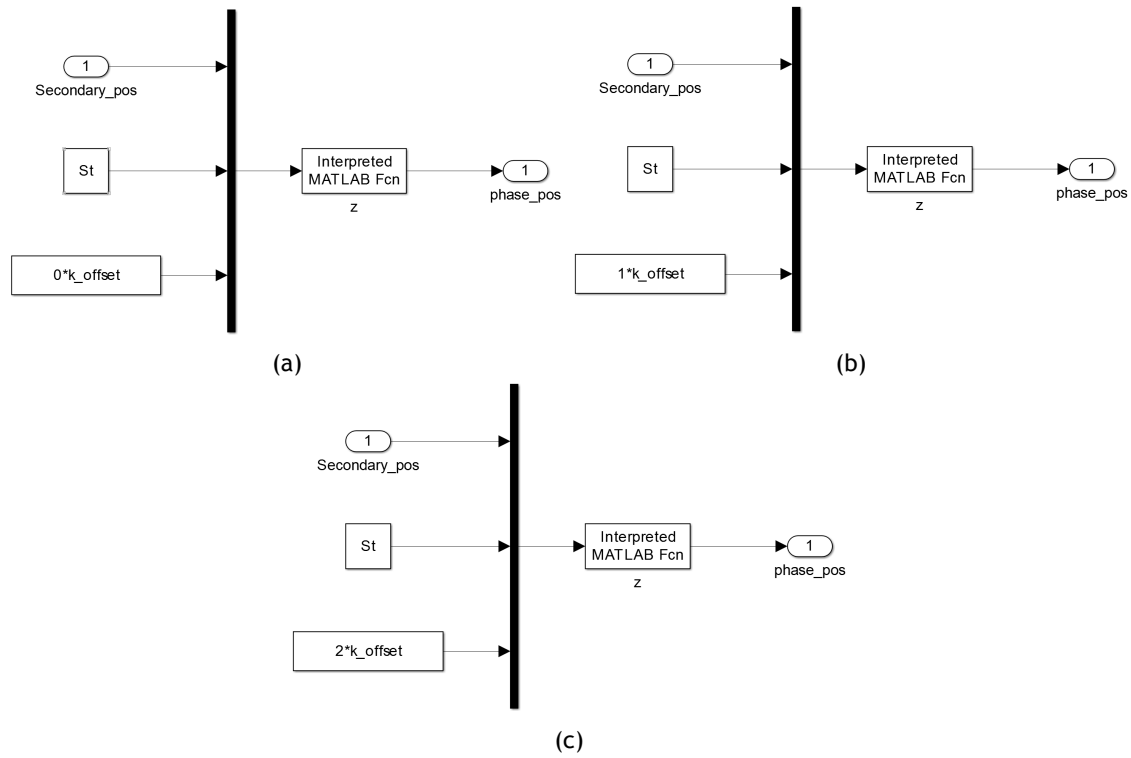 1
Secondary_pos
St
0*k_offset
Interpreted
MATLAB Fcn
z
1
phase_pos
(a)
1
Secondary_pos
St
1*k_offset
Interpreted
MATLAB Fcn
z
1
phase_pos
(b)
1
Secondary_pos
St
2*k_offset
Interpreted
MATLAB Fcn
z
1
phase_pos
(c)